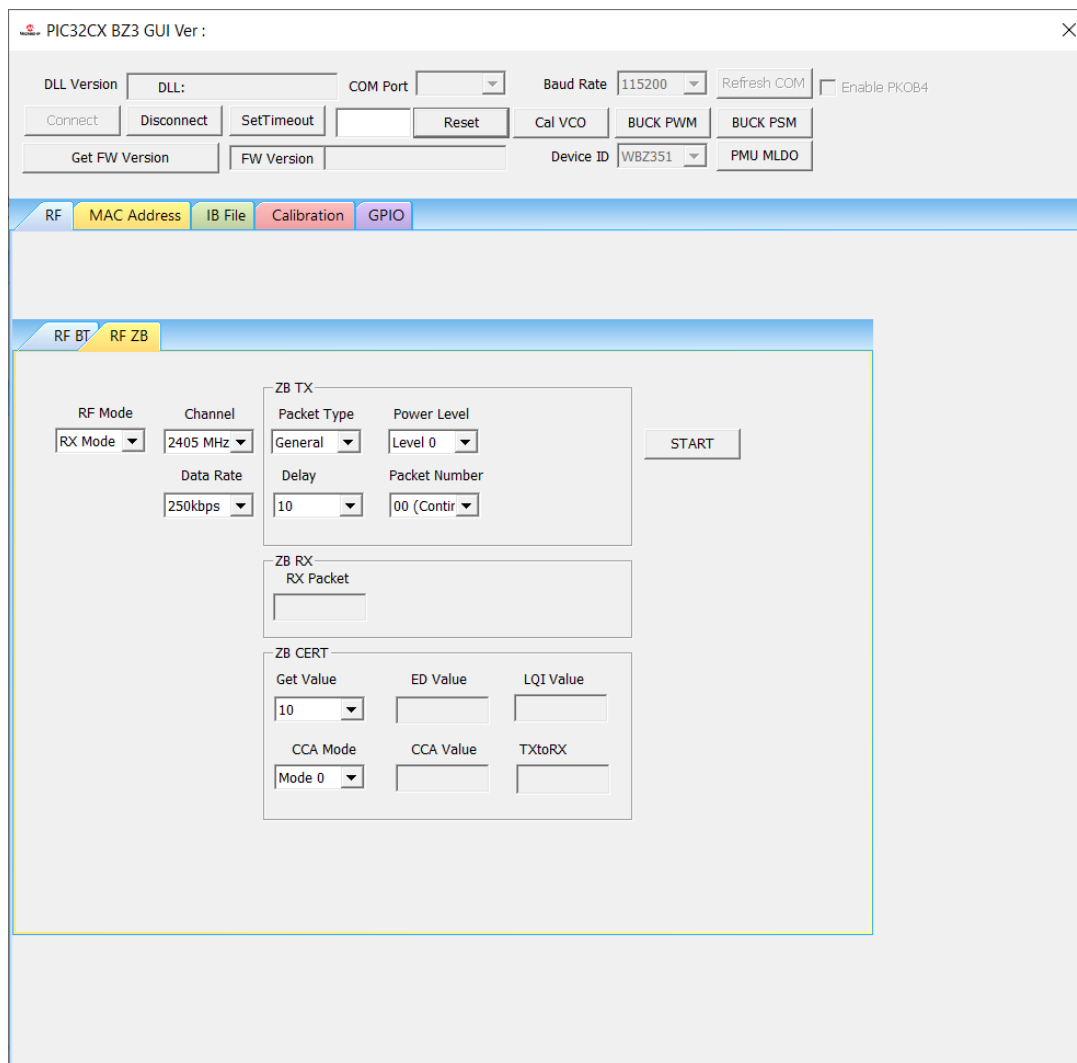 PIC32CX BZ3 GUI Ver :
DLL Version DLL: COM Port Baud Rate 115200 Refresh COM Enable PKOB4
Connect Disconnect SetTimeout Reset Cal VCO BUCK PWM BUCK PSM
Get FW Version FW Version Device ID WBZ351 PMU MLDO
RF MAC Address IB File Calibration GPIO
RF BT RF ZB
ZB TX
RF Mode Channel Packet Type Power Level
RX Mode 2405 MHz General Level 0 START
Data Rate Delay Packet Number
250kbps 10 00 (Contir
ZB RX
RX Packet
ZB CERT
Get Value ED Value LQI Value
10
CCA Mode CCA Value TXtoRX
Mode 0